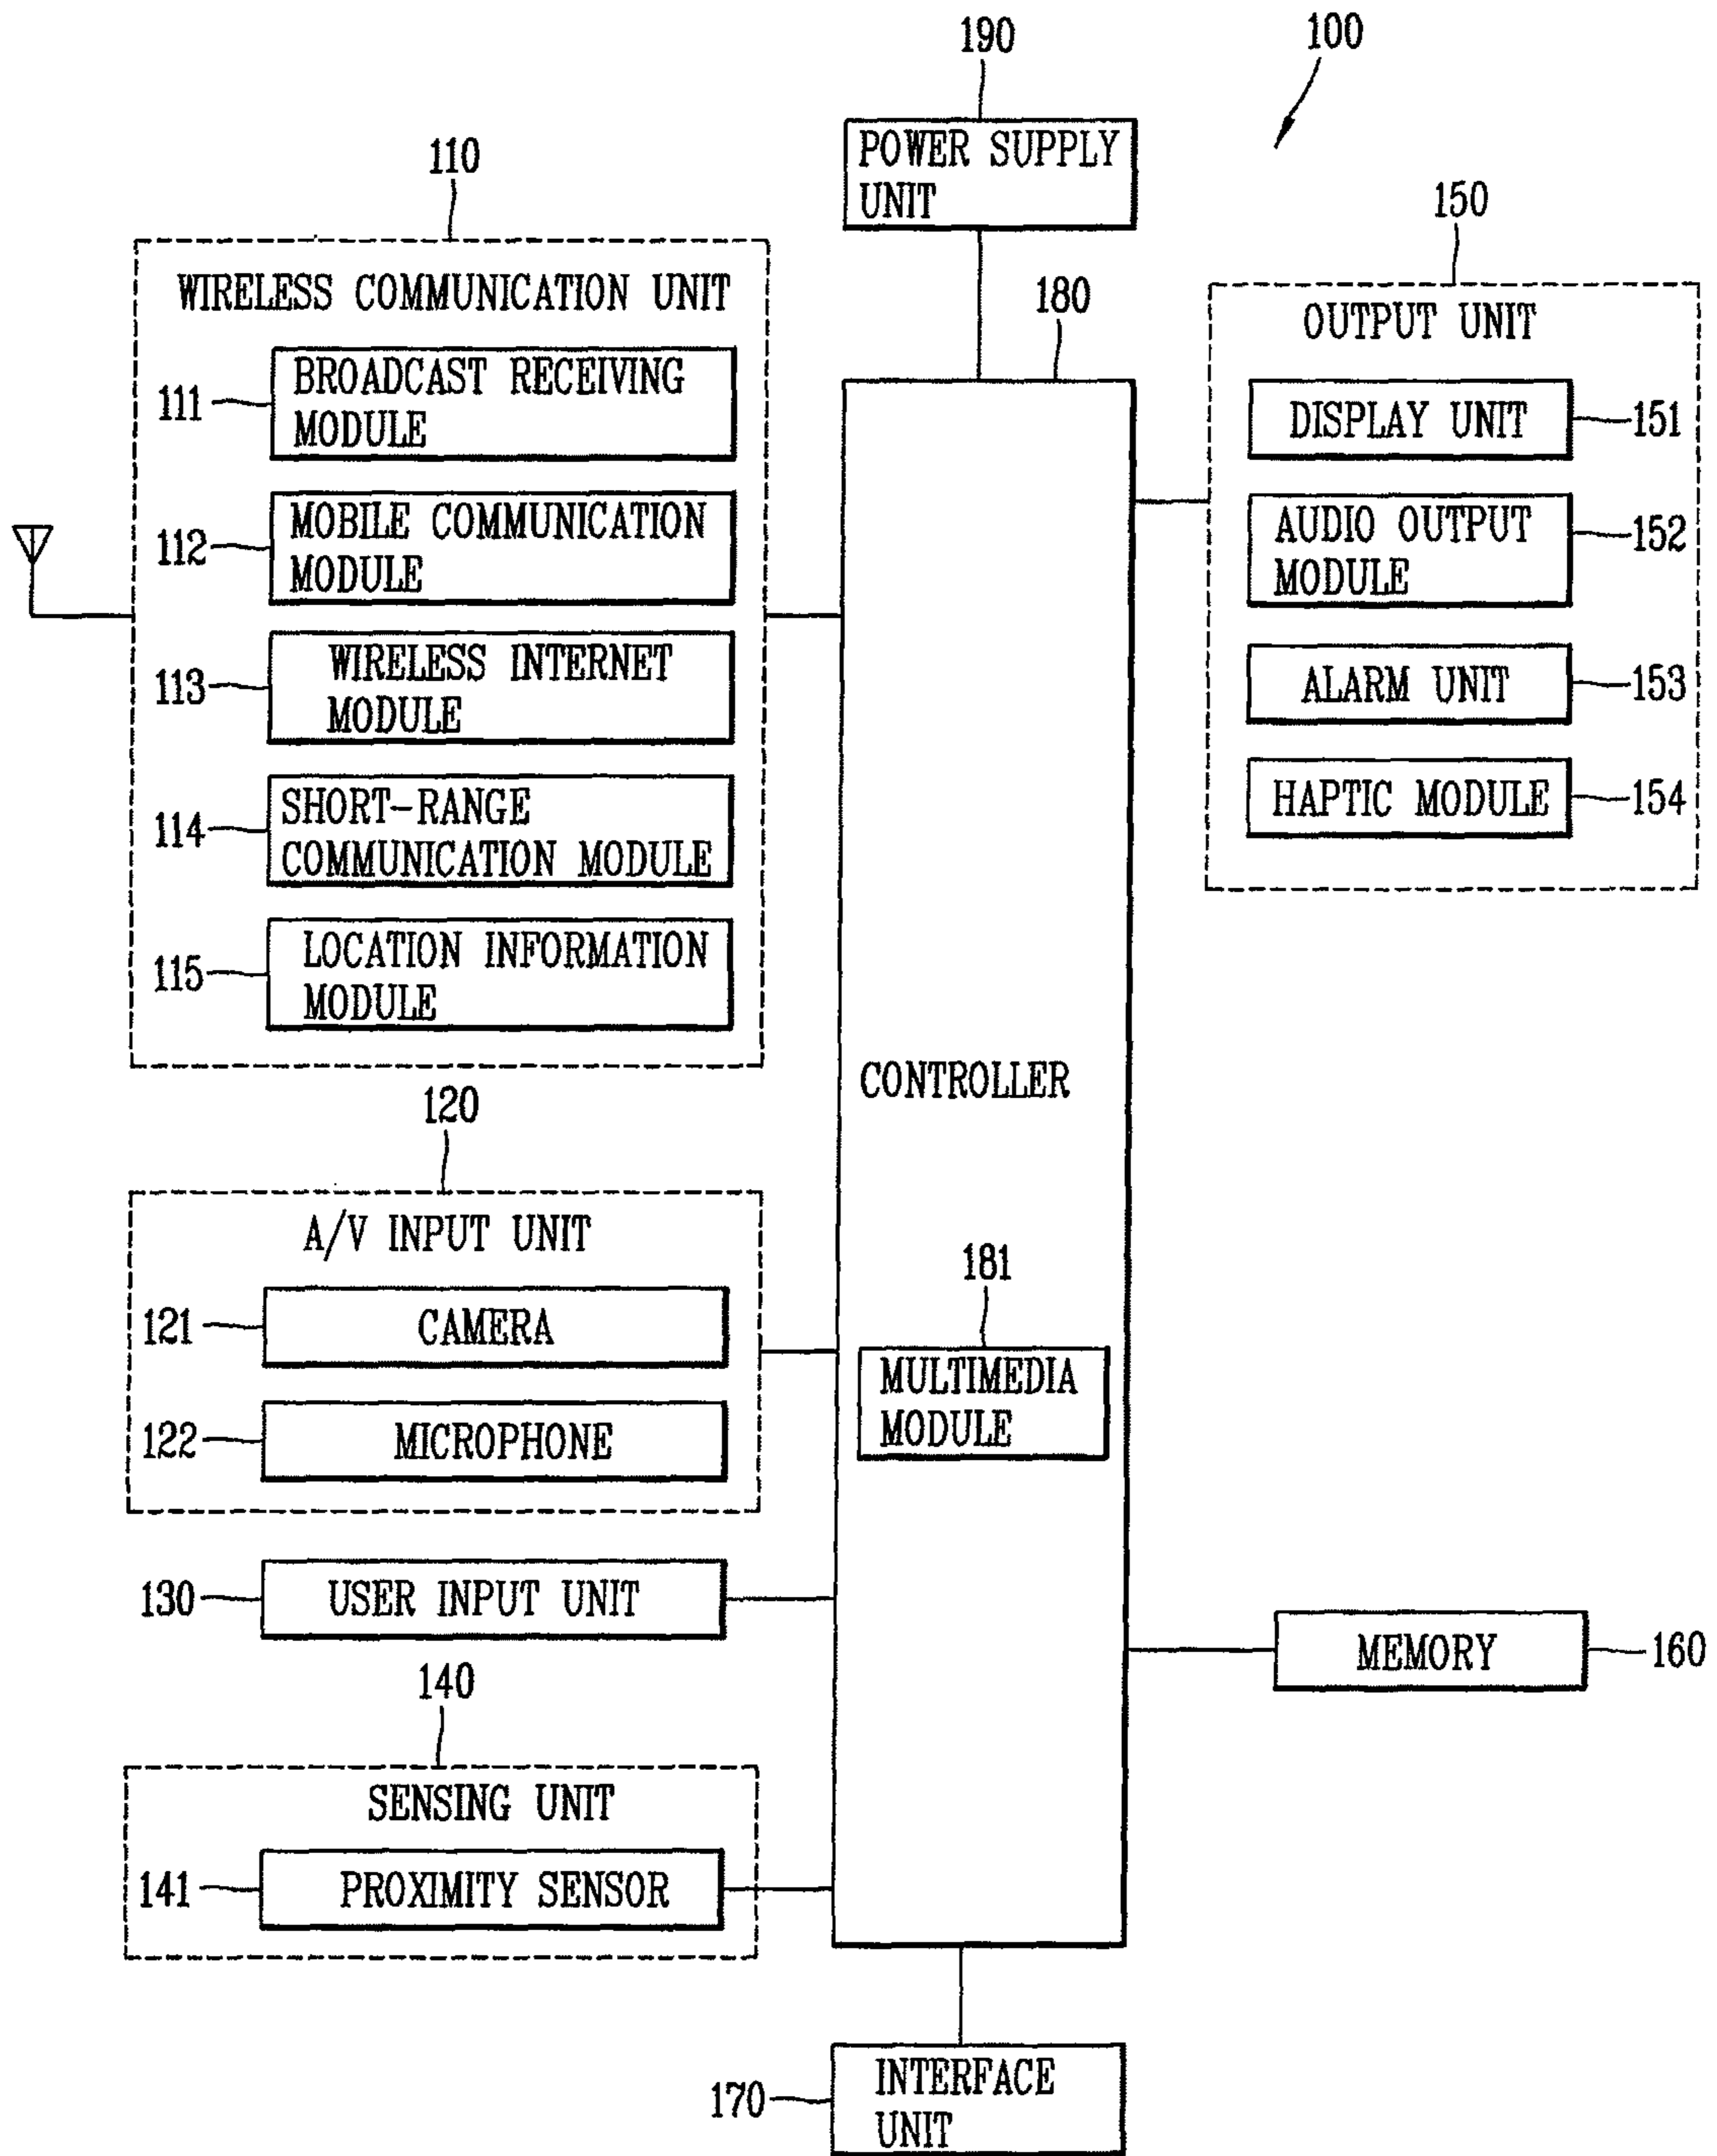 190
100
POWER SUPPLY
UNIT
110
WIRELESS COMMUNICATION UNIT
111
BROADCAST RECEIVING
MODULE
112
MOBILE COMMUNICATION
MODULE
113
WIRELESS INTERNET
MODULE
114
SHORT-RANGE
COMMUNICATION MODULE
115
LOCATION INFORMATION
MODULE
180
CONTROLLER
181
MULTIMEDIA
MODULE
150
OUTPUT UNIT
DISPLAY UNIT
151
AUDIO OUTPUT
MODULE
152
ALARM UNIT
153
HAPTIC MODULE
154
120
A/V INPUT UNIT
121
CAMERA
122
MICROPHONE
130
USER INPUT UNIT
MEMORY
160
140
SENSING UNIT
141
PROXIMITY SENSOR
170
INTERFACE
UNIT